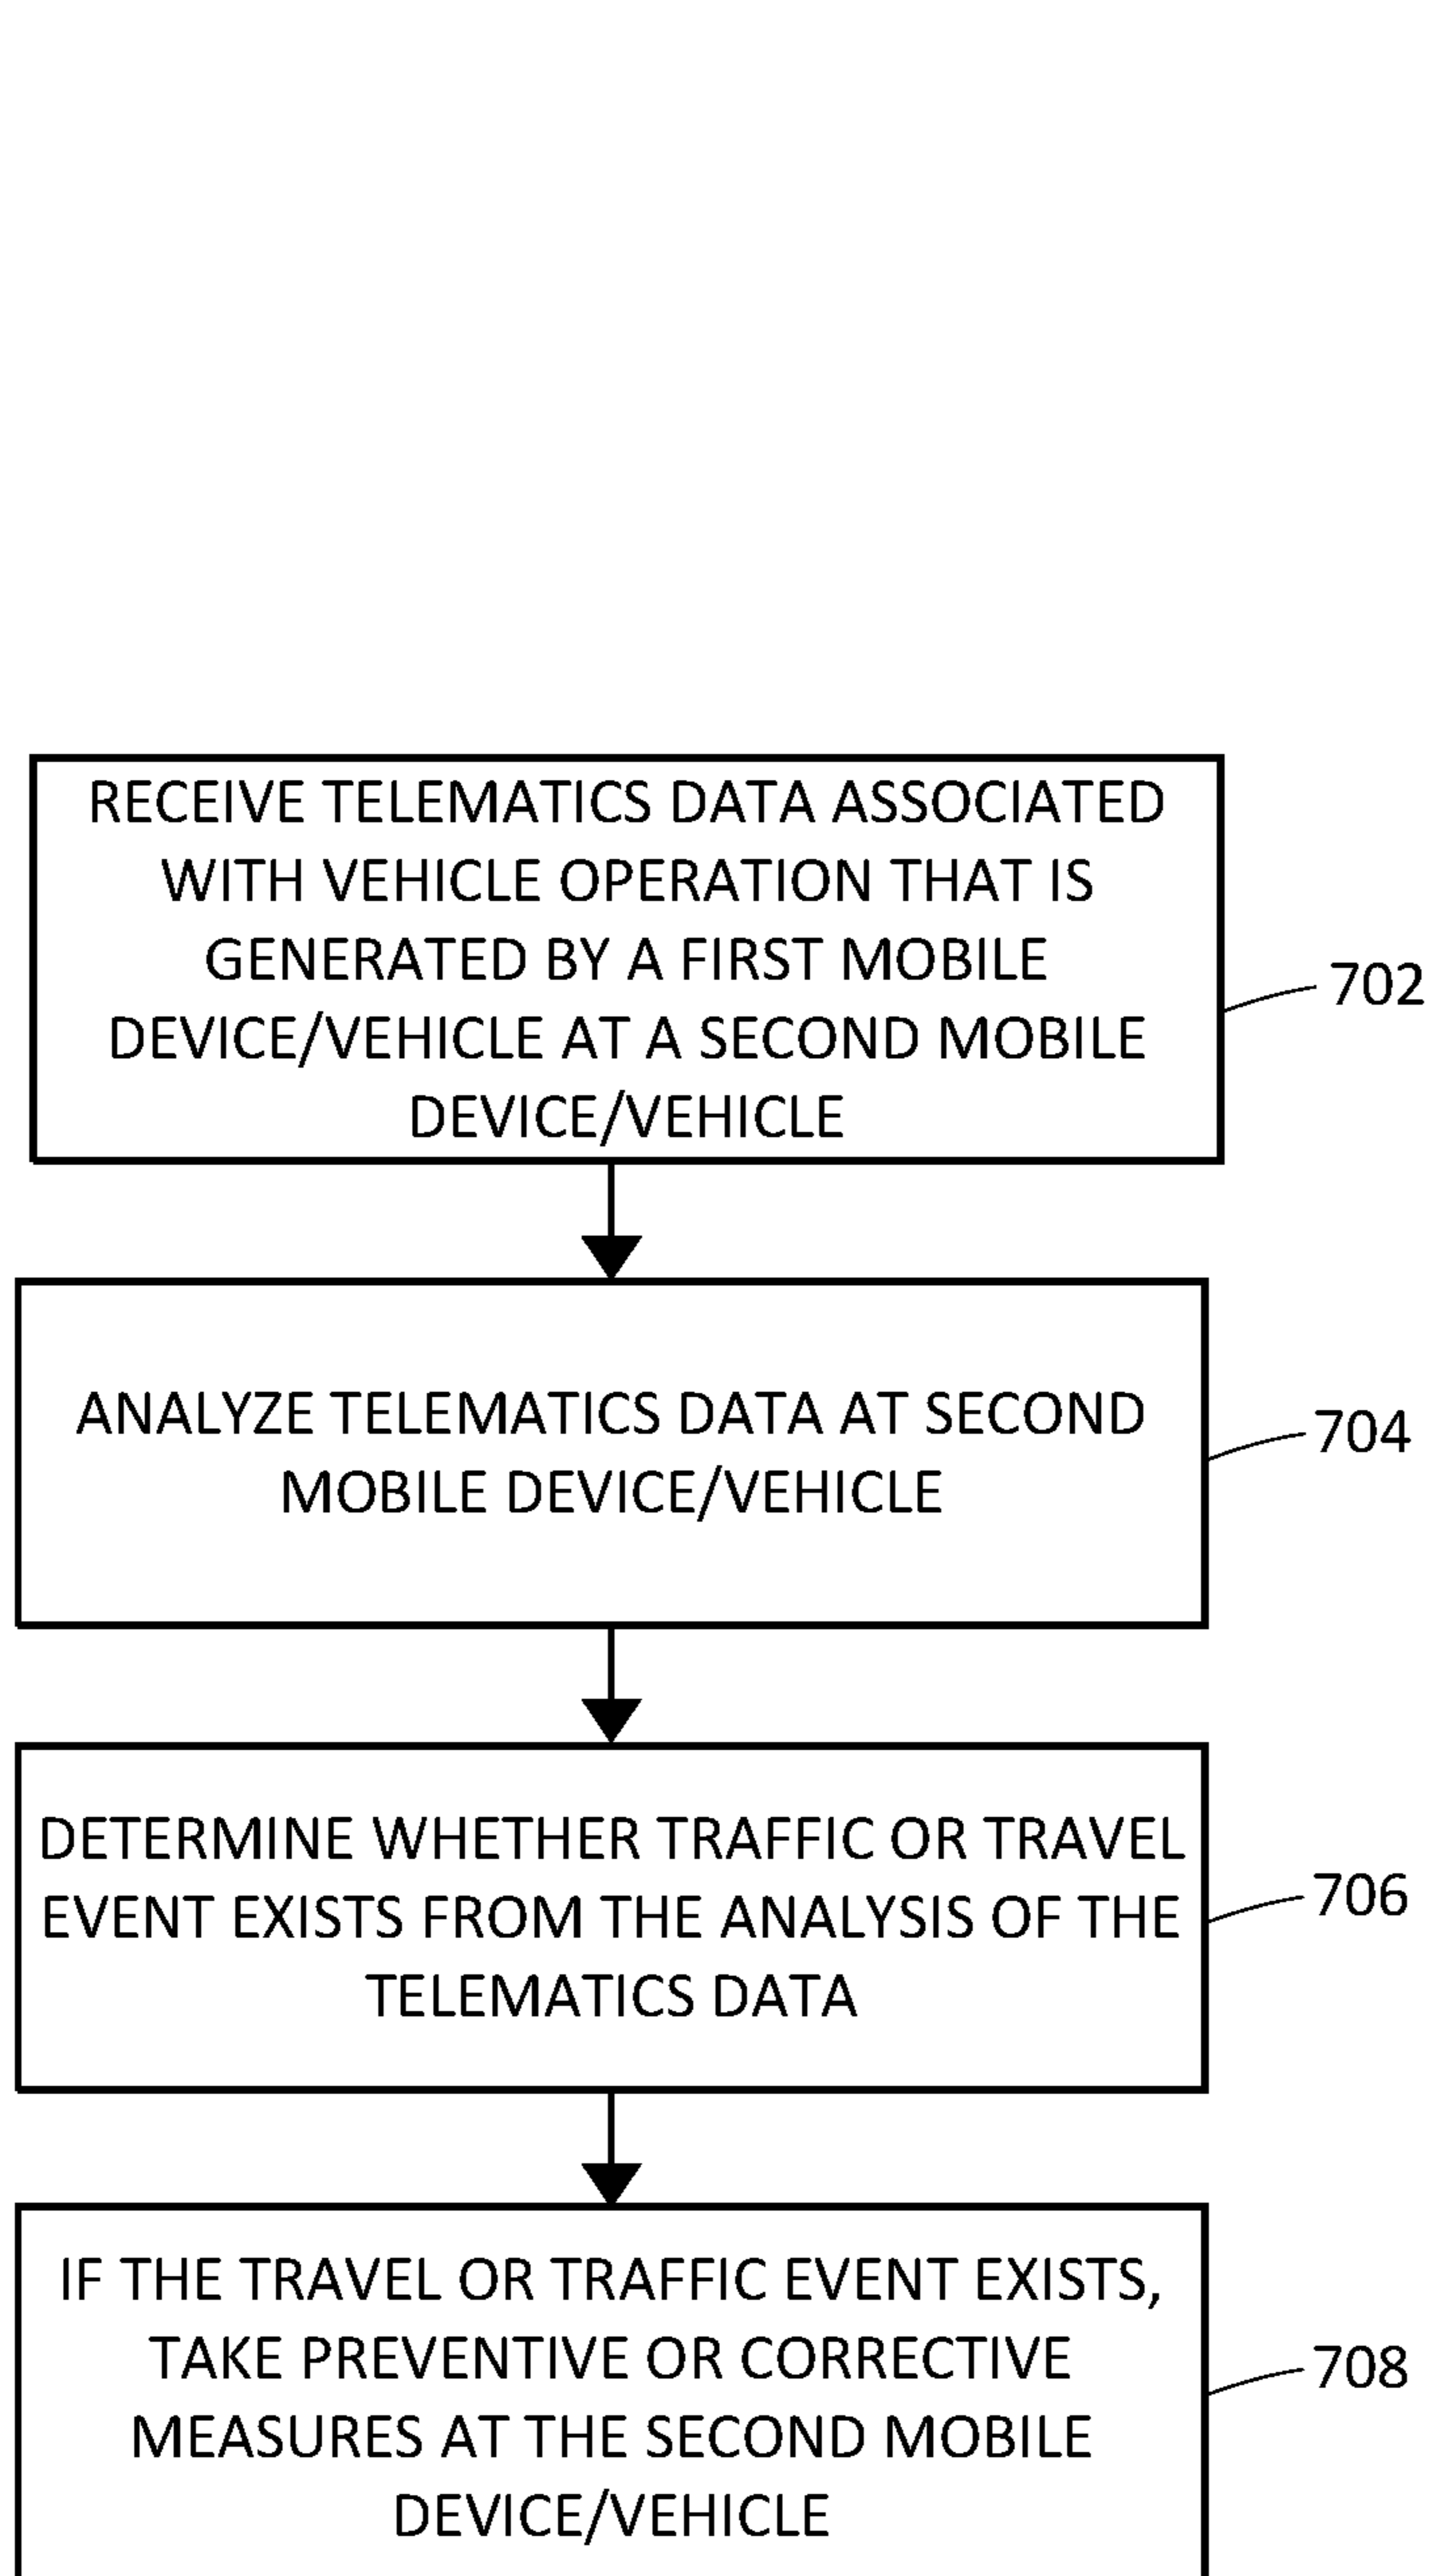 RECEIVE TELEMATICS DATA ASSOCIATED
WITH VEHICLE OPERATION THAT IS
GENERATED BY A FIRST MOBILE
DEVICE/VEHICLE AT A SECOND MOBILE
DEVICE/VEHICLE
702
ANALYZE TELEMATICS DATA AT SECOND
MOBILE DEVICE/VEHICLE
704
DETERMINE WHETHER TRAFFIC OR TRAVEL
EVENT EXISTS FROM THE ANALYSIS OF THE
TELEMATICS DATA
706
IF THE TRAVEL OR TRAFFIC EVENT EXISTS,
TAKE PREVENTIVE OR CORRECTIVE
MEASURES AT THE SECOND MOBILE
DEVICE/VEHICLE
708